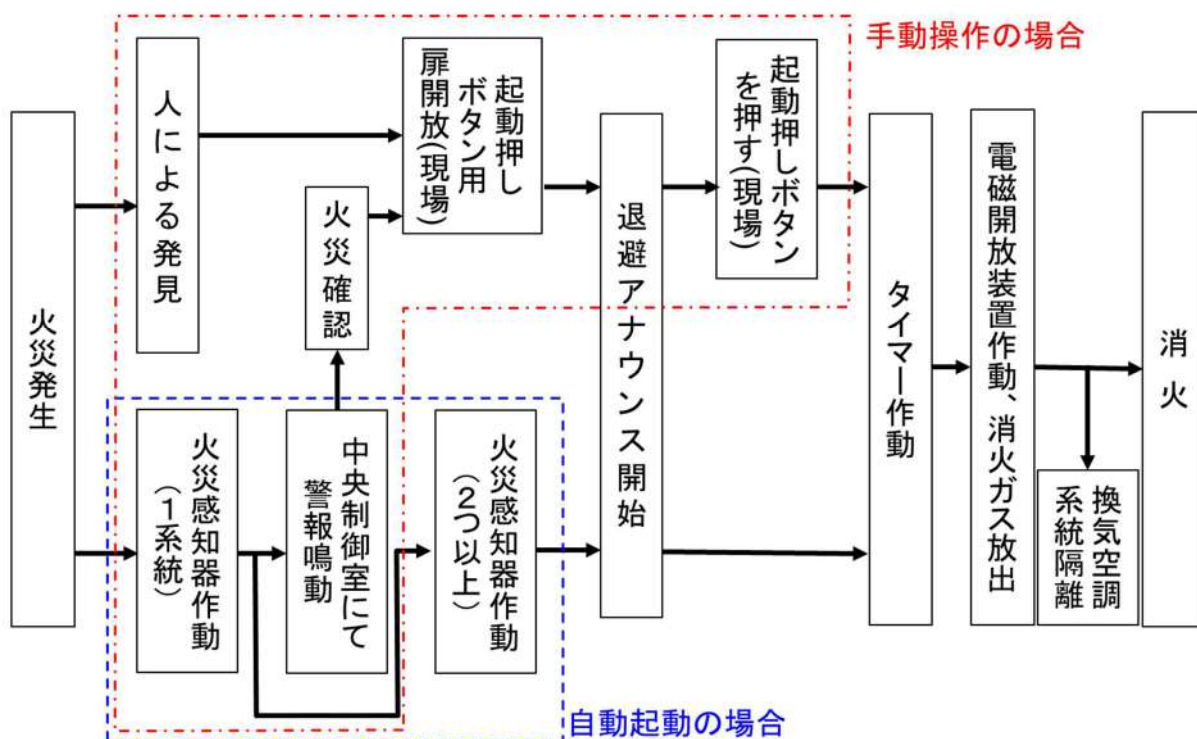 手動操作の場合
火災発生
人による発見
火災確認
起動押し
ボタン用
扉開放(現場)
退避アナウンス開始
起動押しボタン
を押す(現場)
タイマー作動
電磁開放装置作動、消火ガス放出
消火
火災感知器作動
(1系統)
中央制御室にて
警報鳴動
火災感知器作動
(2つ以上)
換気空調
系統隔離
自動起動の場合